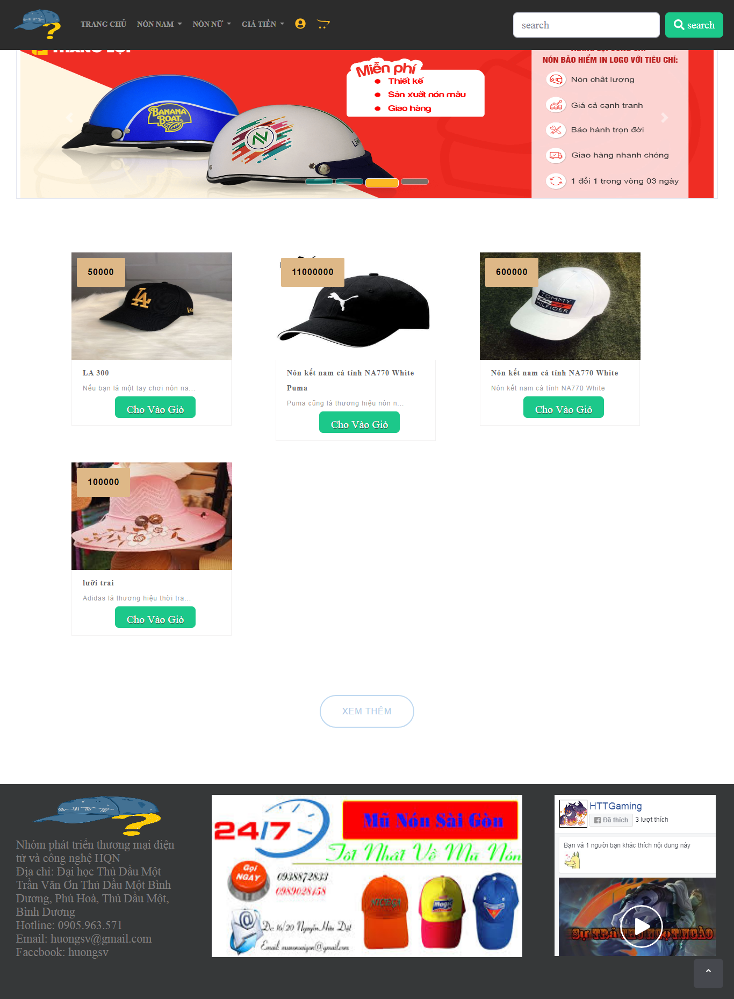 TRANG CHỦ NÓN NAM NÓN NỮ GIÁ TIỀN search search
Miễn phí
Thiết kế
Sản xuất nón mẫu
Giao hàng
NÓN BẢO HIỂM IN LOGO VỚI TIÊU CHÍ:
Nón chất lượng
Giá cả cạnh tranh
Bảo hành trọn đời
Giao hàng nhanh chóng
1 đổi 1 trong vòng 03 ngày
BANANA
BOAT
50000
LA
LA 300
Nếu bạn là một tay chơi nón na...
Cho Vào Giỏ
11000000
Nón kết nam cá tính NA770 White
Puma
Puma cũng là thương hiệu nón n...
Cho Vào Giỏ
600000
TOMMY
HILFIGER
Nón kết nam cá tính NA770 White
Nón kết nam cá tính NA770 White
Cho Vào Giỏ
100000
lưỡi trai
Adidas là thương hiệu thời tra...
Cho Vào Giỏ
XEM THÊM
Nhóm phát triển thương mại điện
tử và công nghệ HQN
Địa chỉ: Đại học Thủ Dầu Một
Trần Văn Ơn Thủ Dầu Một Bình
Dương, Phú Hoà, Thủ Dầu Một,
Bình Dương
Hotline: 0905.963.571
Email: huongsv@gmail.com
Facebook: huongsv
24/7
Mũ Nón Sài Gòn
Tốt Nhất Về Mũ Nón
Gọi
NGAY
0938872833
0989028158
NICEGA
Magic
Đc: 16/20 Nguyễn Hữu Dật
Email: munonsaigon@gmail.com
HTTGaming
Đã thích 3 lượt thích
Bạn và 1 người bạn khác thích nội dung này